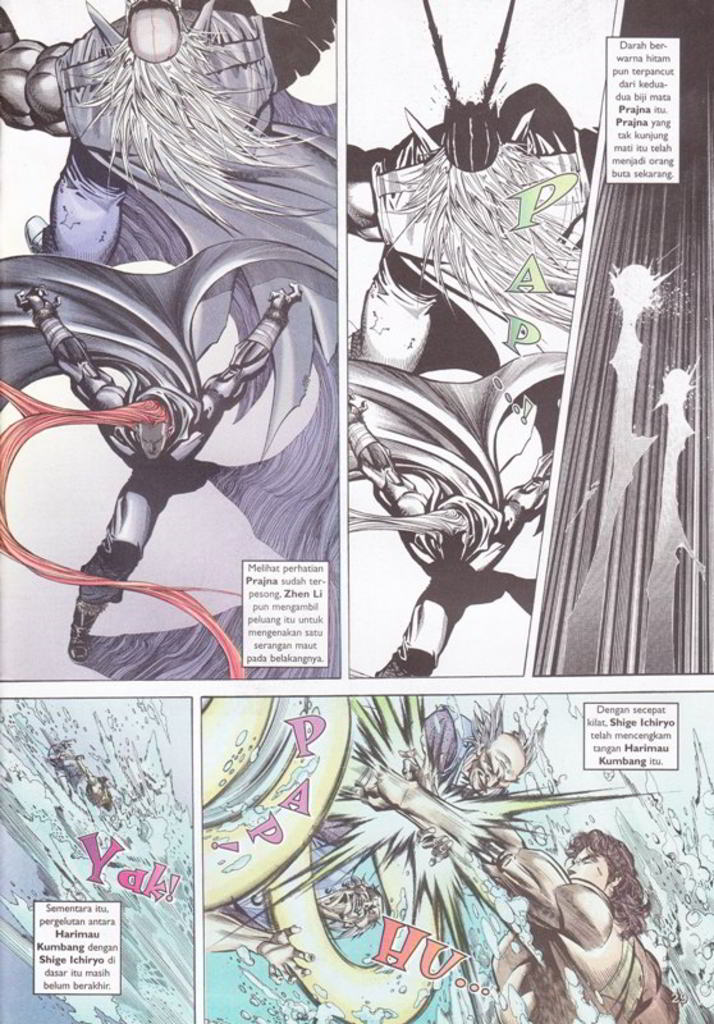 Melihat perhatian
Prajna sudah ter-
pesong, Zhen Li
pun mengambil
peluang itu untuk
mengenakan satu
serangan maut
pada belakangnya.
PAP
Darah ber-
warna hitam
pun terpancut
dari kedua-
dua biji mata
Prajna itu.
Prajna yang
tak kunjung
mati itu telah
menjadi orang
buta sekarang.
Yak!
Sementara itu,
pergelutan antara
Harimau
Kumbang dengan
Shige Ichiryo di
dasar itu masih
belum berakhir.
PAP!
Dengan secepat
kilat, Shige Ichiryo
telah mencengkam
tangan Harimau
Kumbang itu.
HU...
29